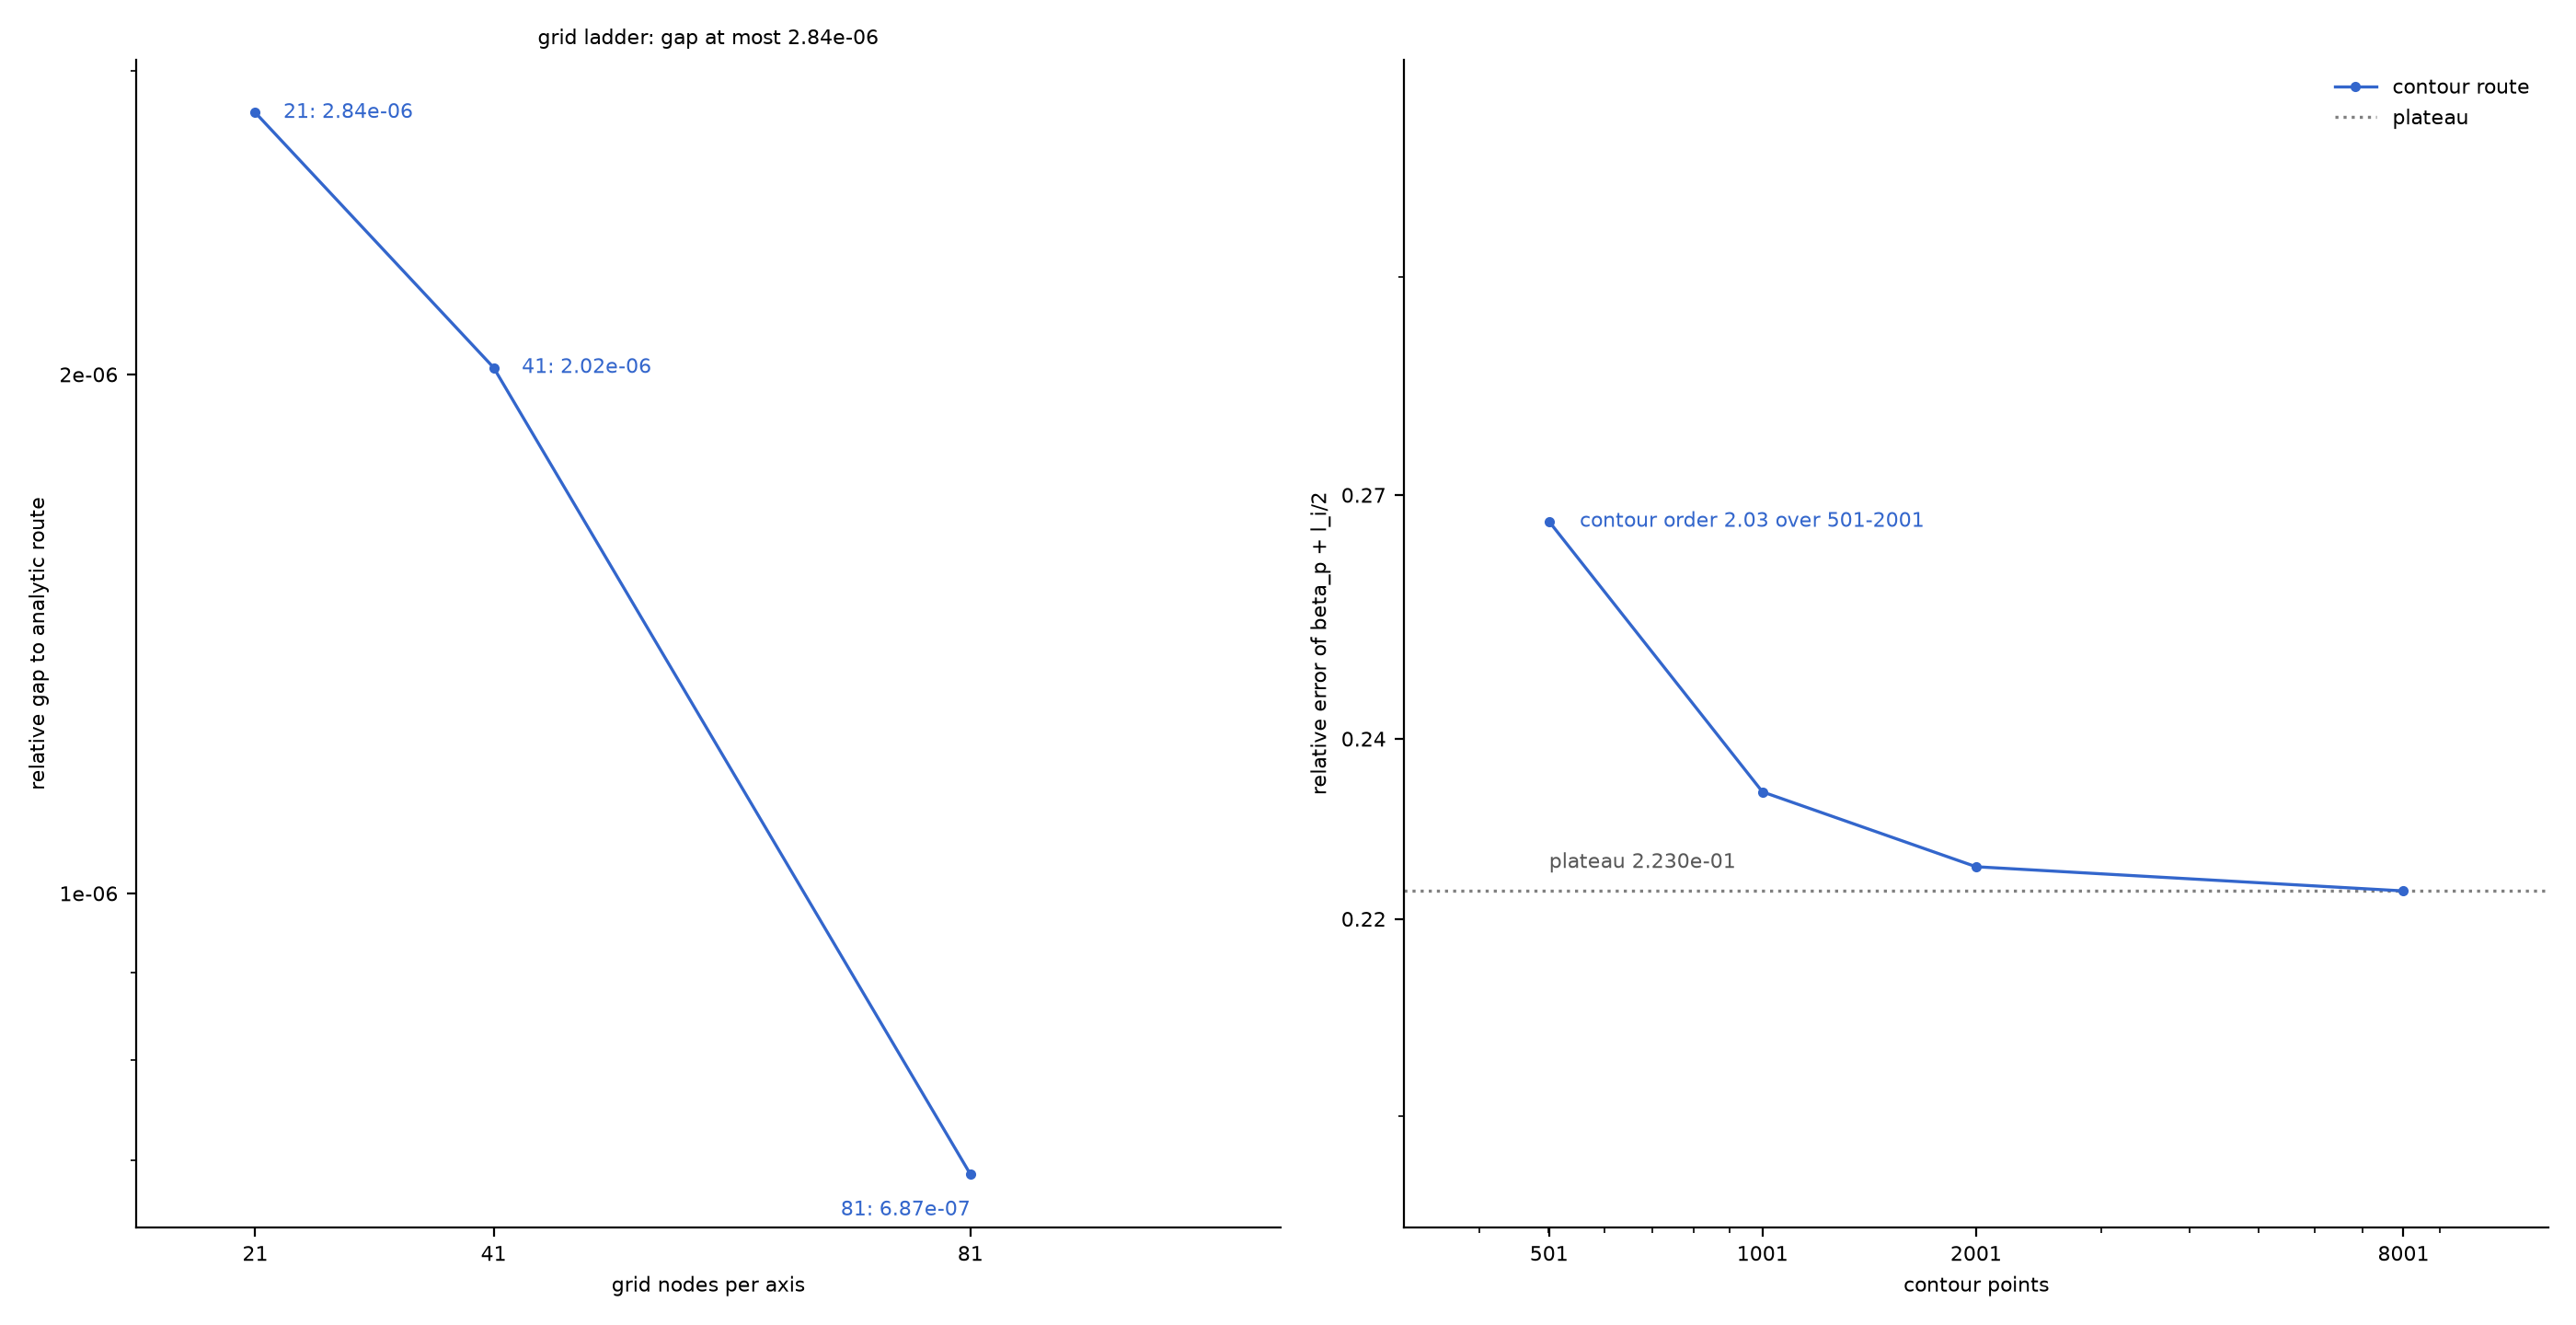 grid ladder: gap at most 2.84e-06
21: 2.84e-06
41: 2.02e-06
81: 6.87e-07
2e-06
1e-06
relative gap to analytic route
21
41
81
grid nodes per axis
contour route
plateau
contour order 2.03 over 501-2001
plateau 2.230e-01
0.27
0.24
0.22
relative error of beta_p + l_i/2
501
1001
2001
8001
contour points